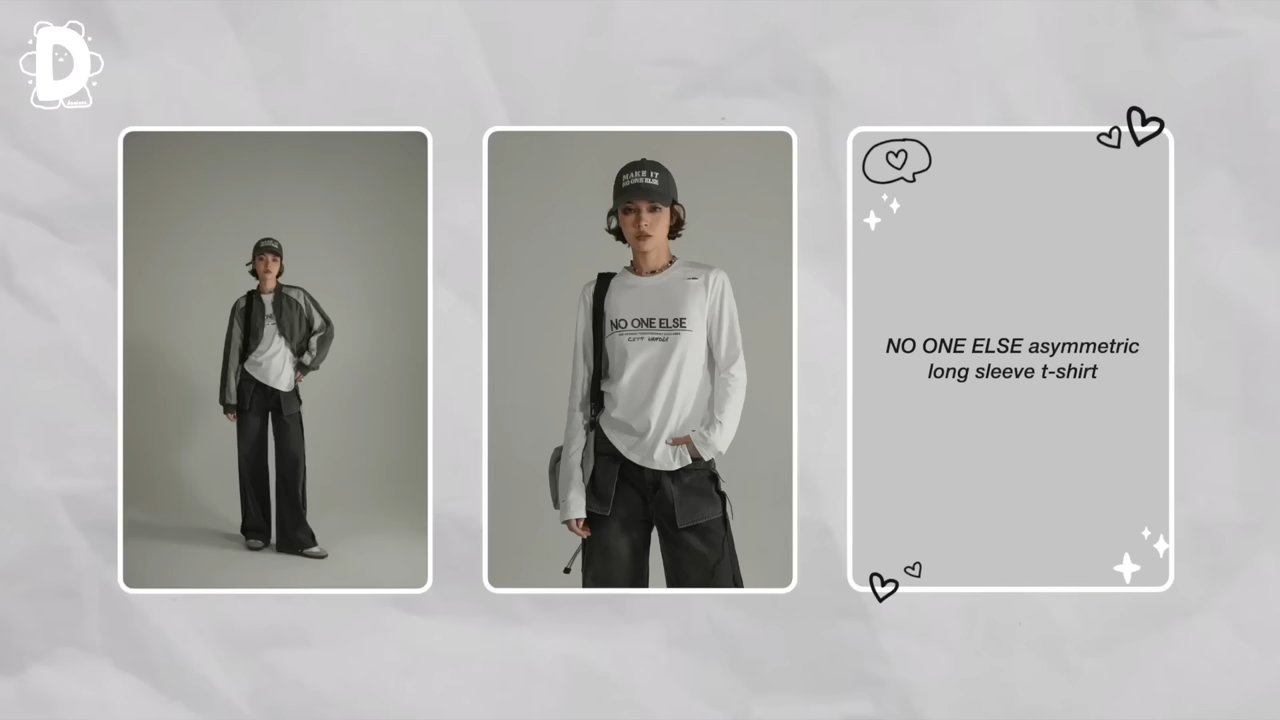 D
MAKE IT
NO ONE ELSE
NO ONE ELSE
NO ONE ELSE asymmetric
long sleeve t-shirt